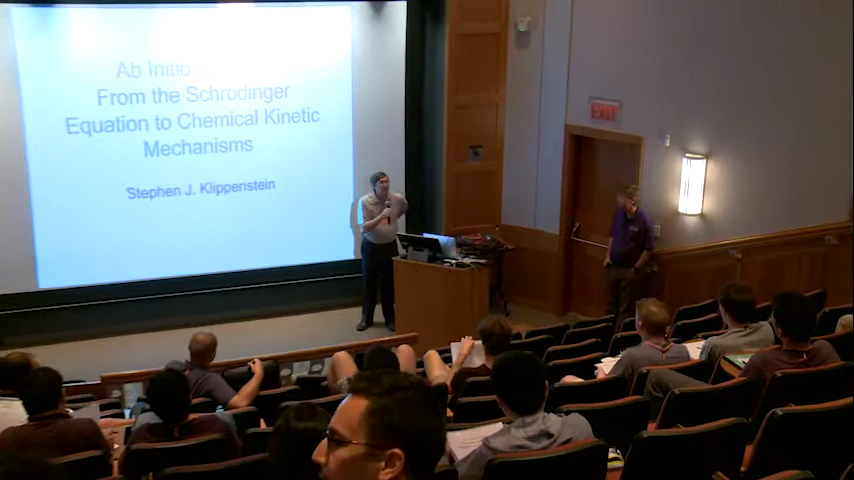 Ab Initio
From the Schrodinger
Equation to Chemical Kinetic
Mechanisms
Stephen J. Klippenstein
EXIT